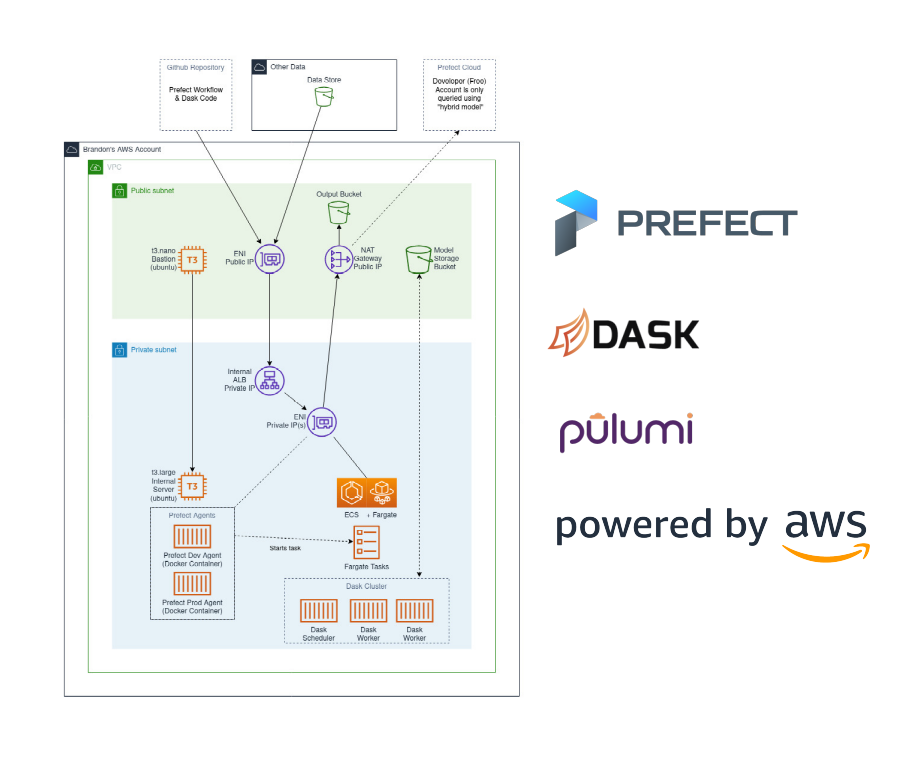 Github Repository
Prefect Workflow
& Dask Code
Other Data
Data Store
Prefect Cloud
Dovolopor (Froo)
Account is only
queried using
"hybrid model"
Brandon's AWS Account
VPC
Public subnet
Output Bucket
t3.nano
Bastion
(ubuntu)
T3
ENI
Public IP
NAT
Gateway
Public IP
Model
Storage
Bucket
Private subnet
Internal
ALB
Private IP
ENI
Private IP(s)
t3.large
Internal
Server
(ubuntu)
T3
ECS + Fargate
Prefect Agents
Prefect Dev Agent
(Docker Container)
Prefect Prod Agent
(Docker Container)
Starts task
Fargate Tasks
Dask Cluster
Dask
Scheduler
Dask
Worker
Dask
Worker
PREFECT
DASK
pulumi
powered by aws